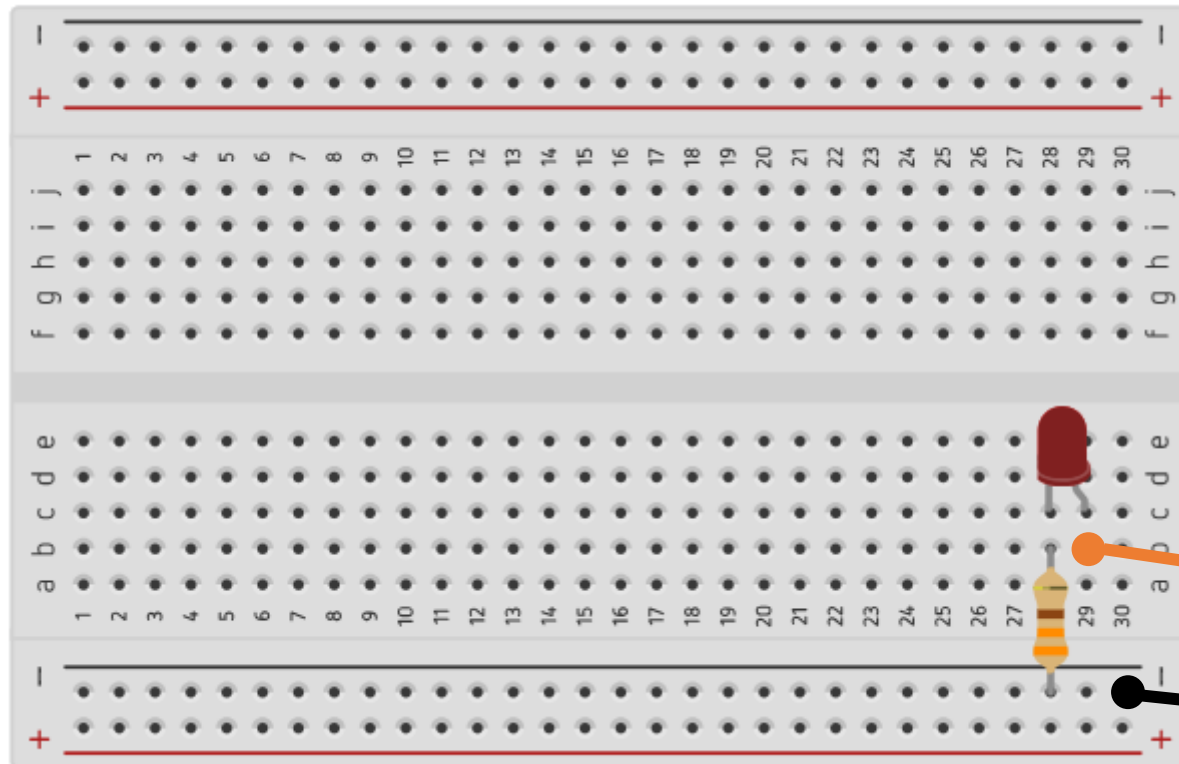 − −
+ +
1 2 3 4 5 6 7 8 9 10 11 12 13 14 15 16 17 18 19 20 21 22 23 24 25 26 27 28 29 30
j j
i i
h h
g g
f f
e e
d d
c c
b b
a a
1 2 3 4 5 6 7 8 9 10 11 12 13 14 15 16 17 18 19 20 21 22 23 24 25 26 27 29 30
− −
+ +